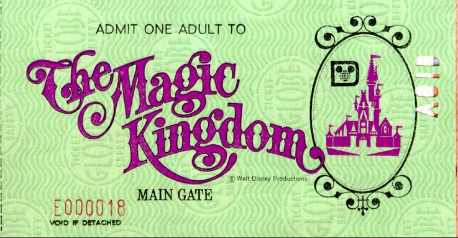 ADMIT ONE ADULT TO
The Magic
Kingdom
© Walt Disney Productions
MAIN GATE
E000018
VOID IF DETACHED